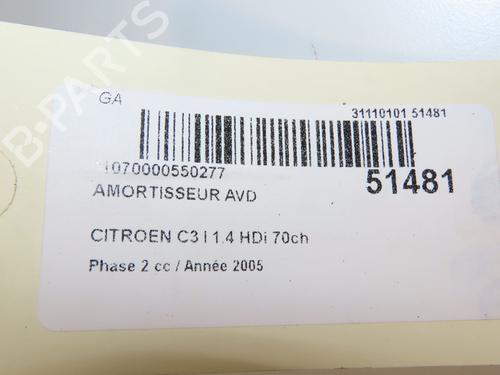 B-PARTS
GA
31110101 51481
1070000550277
51481
AMORTISSEUR AVD
CITROEN C3 I 1.4 HDi 70ch
Phase 2 cc / Année 2005